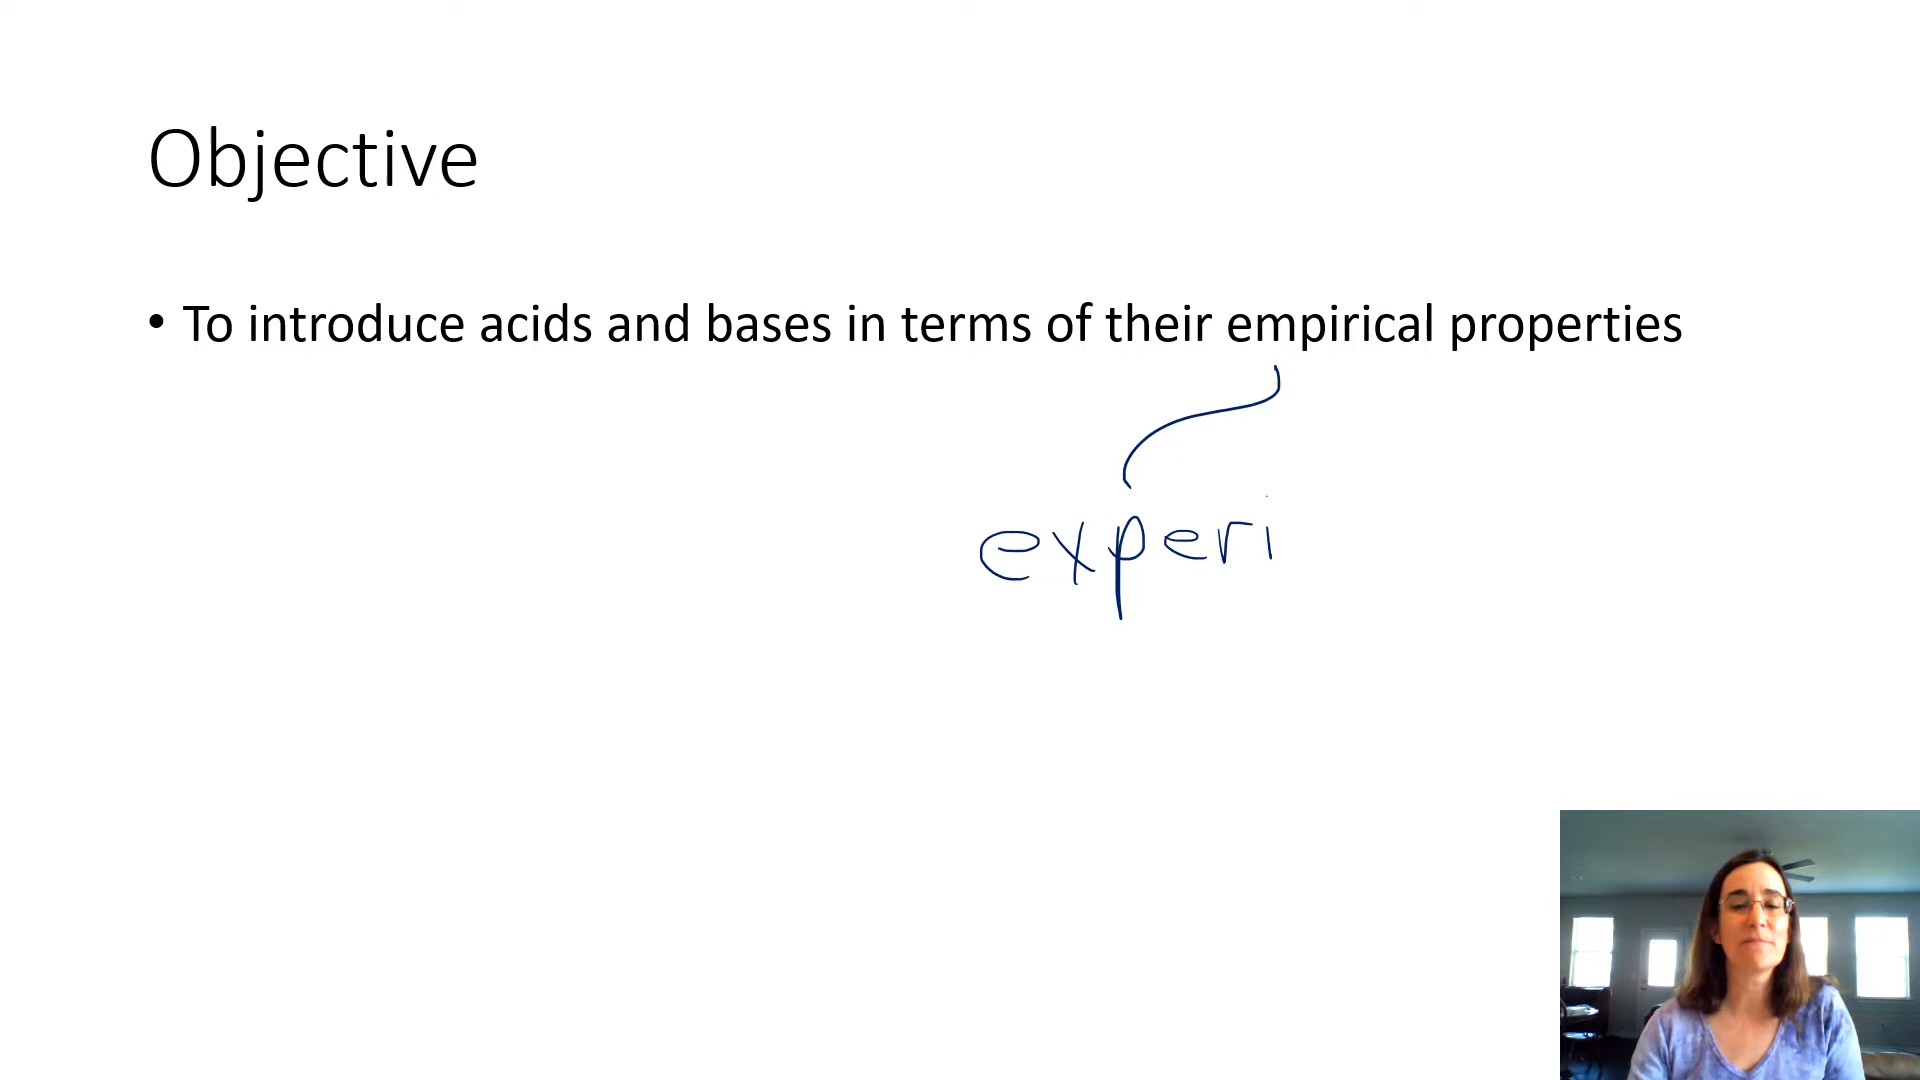 Objective
• To introduce acids and bases in terms of their empirical properties
experi